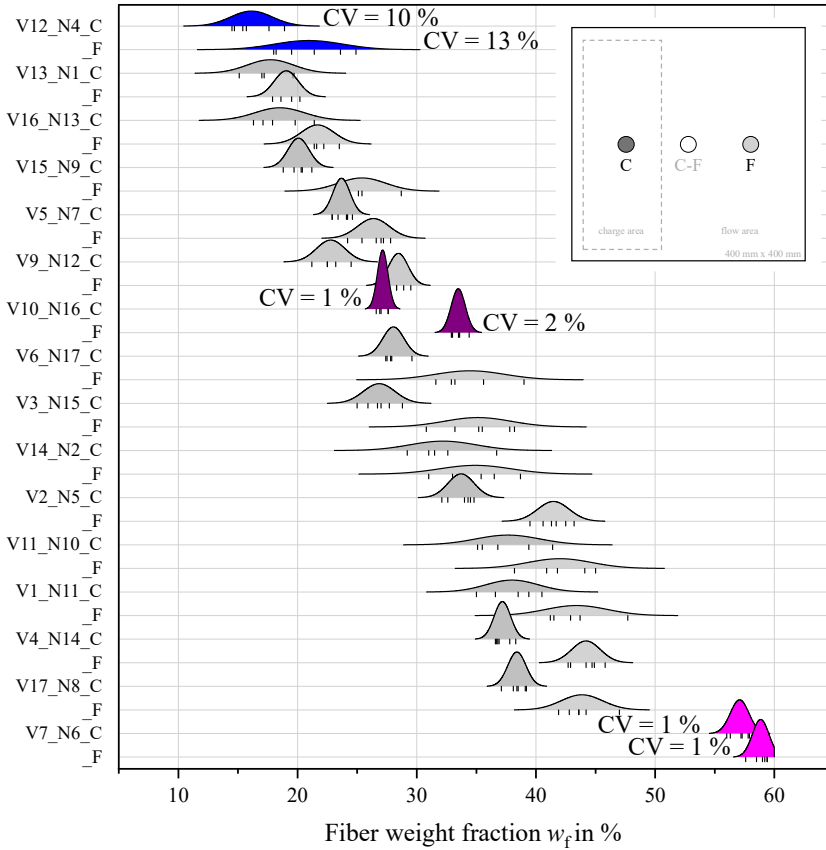 V12_N4_C
CV = 10 %
_F
CV = 13 %
V13_N1_C
_F
V16_N13_C
_F
V15_N9_C
_F
V5_N7_C
_F
V9_N12_C
_F
CV = 1 %
V10_N16_C
_F
CV = 2 %
V6_N17_C
_F
V3_N15_C
_F
V14_N2_C
_F
V2_N5_C
_F
V11_N10_C
_F
V1_N11_C
_F
V4_N14_C
_F
V17_N8_C
_F
V7_N6_C
CV = 1 %
_F
CV = 1 %
C
C-F
F
charge area
flow area
400 mm x 400 mm
10 20 30 40 50 60
Fiber weight fraction wf in %